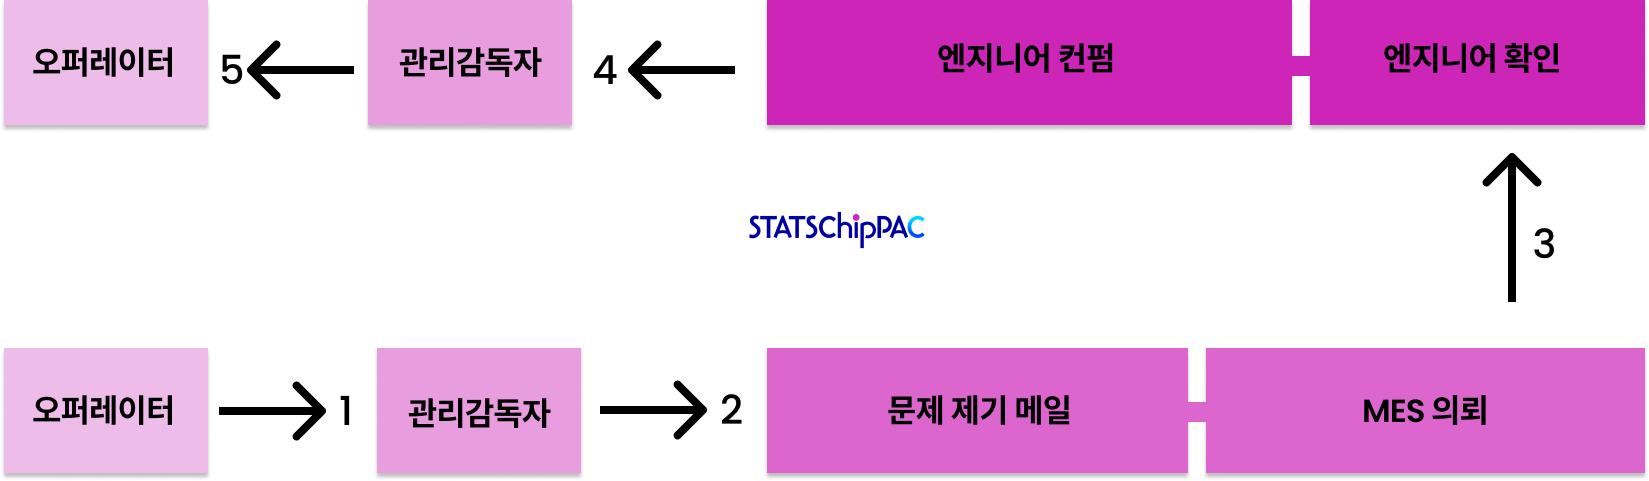 오퍼레이터
5
관리감독자
4
엔지니어 컨펌
엔지니어 확인
STATSChipPAC
3
오퍼레이터
1
관리감독자
2
문제 제기 메일
MES 의뢰